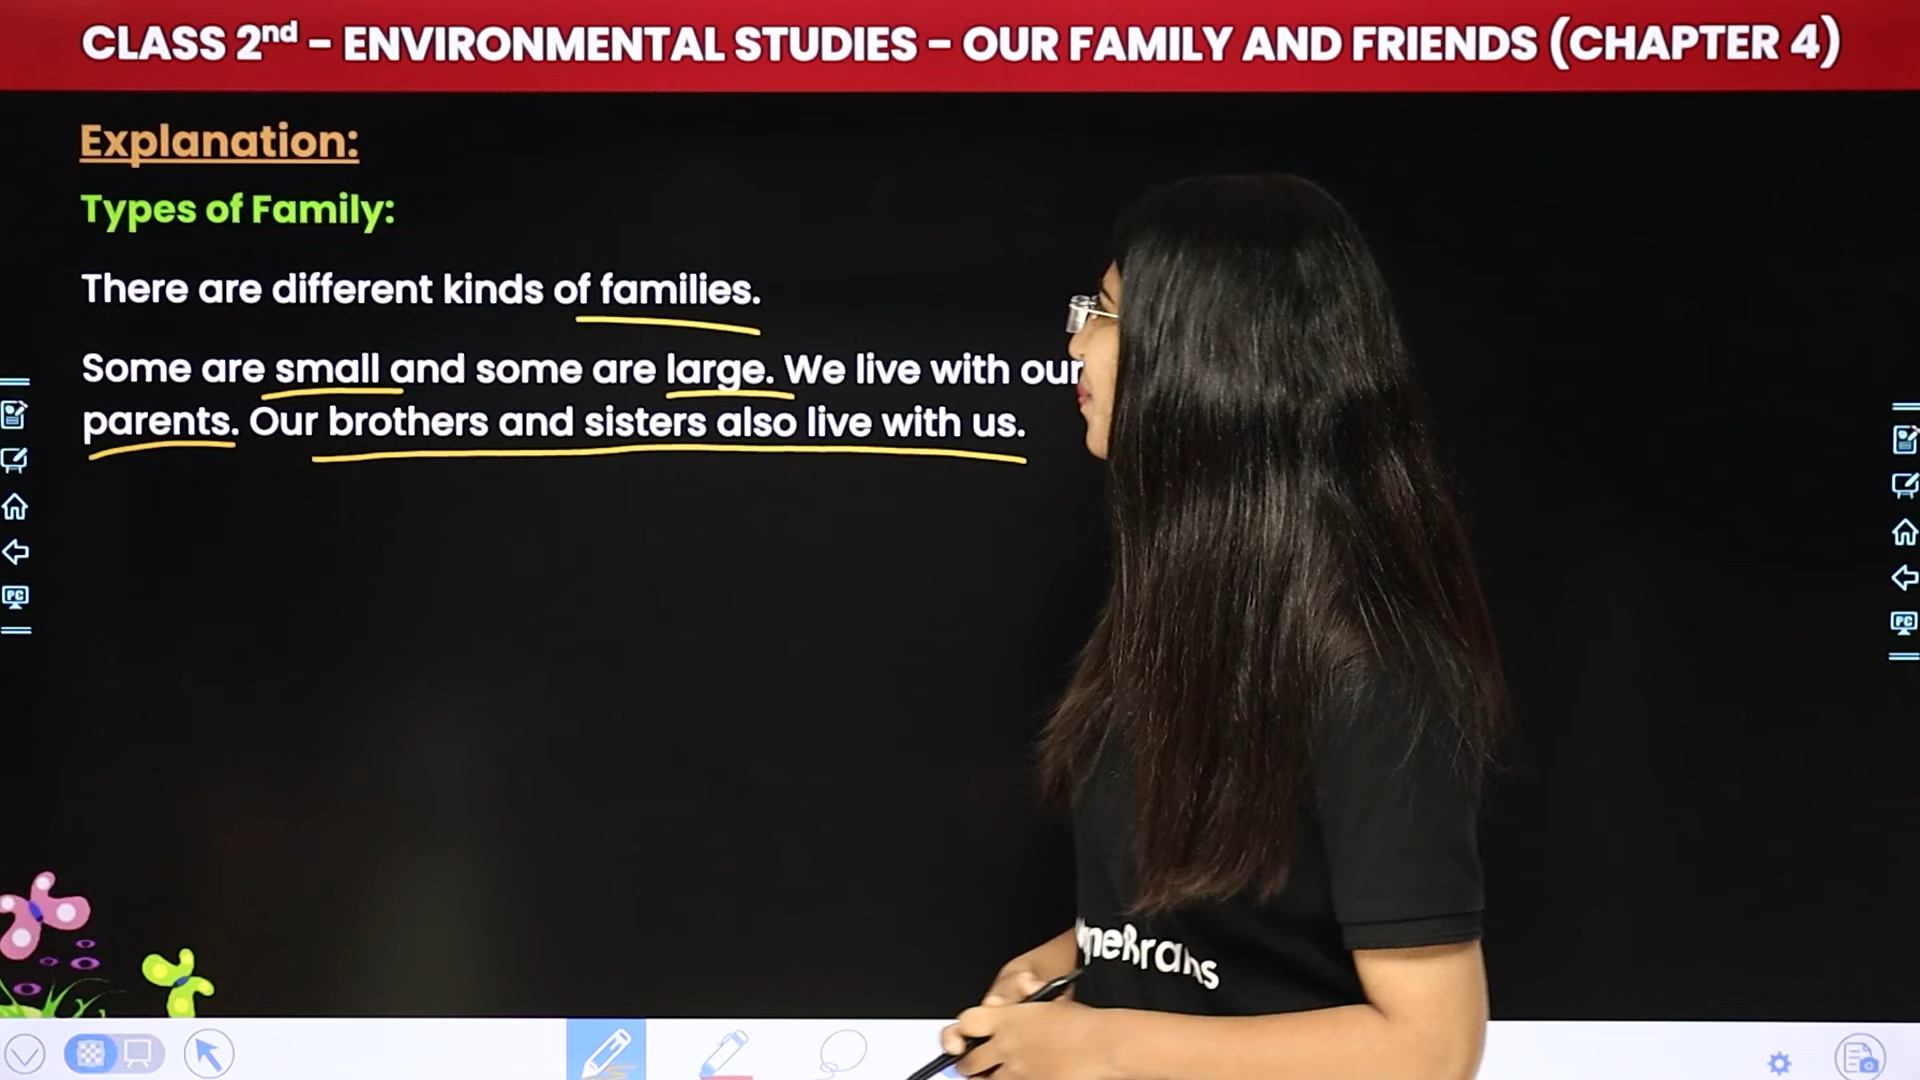 CLASS 2nd - ENVIRONMENTAL STUDIES - OUR FAMILY AND FRIENDS (CHAPTER 4)
Explanation:
Types of Family:
There are different kinds of families.
Some are small and some are large. We live with our
parents. Our brothers and sisters also live with us.
PC
PC